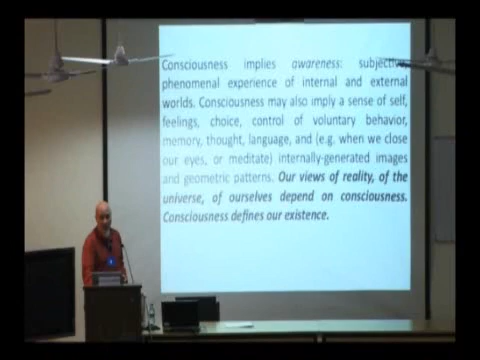 Consciousness implies awareness: subjective,
phenomenal experience of internal and external
worlds. Consciousness may also imply a sense of self,
feelings, choice, control of voluntary behavior,
memory, thought, language, and (e.g. when we close
our eyes, or meditate) internally-generated images
and geometric patterns. Our views of reality, of the
universe, of ourselves depend on consciousness.
Consciousness defines our existence.